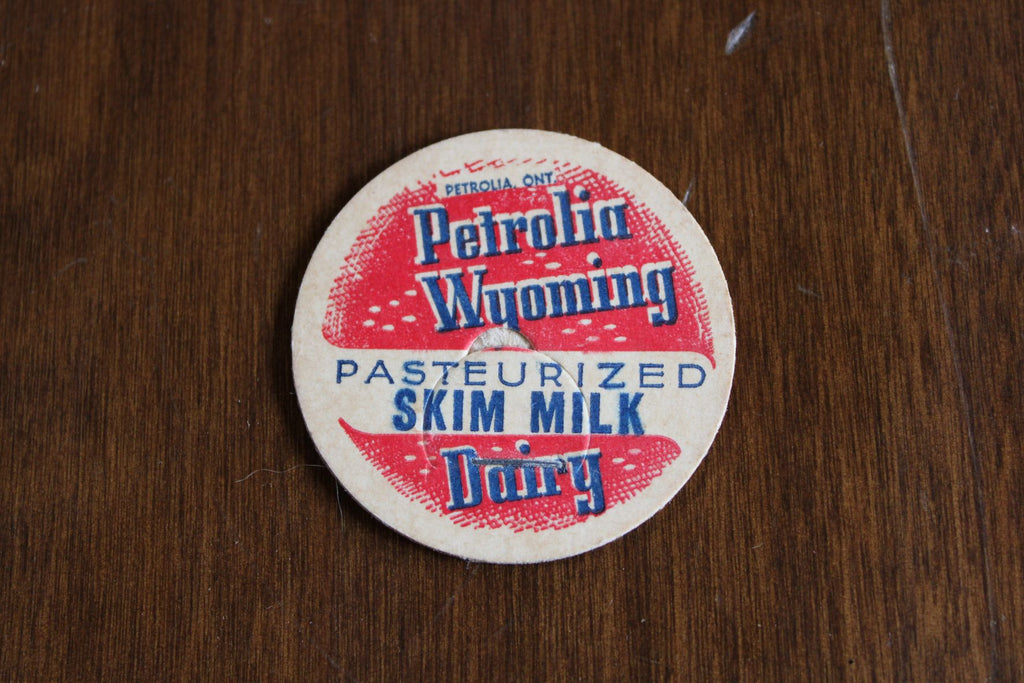 PETROLIA, ONT.
Petrolia
Wyoming
PASTEURIZED
SKIM MILK
Dairy